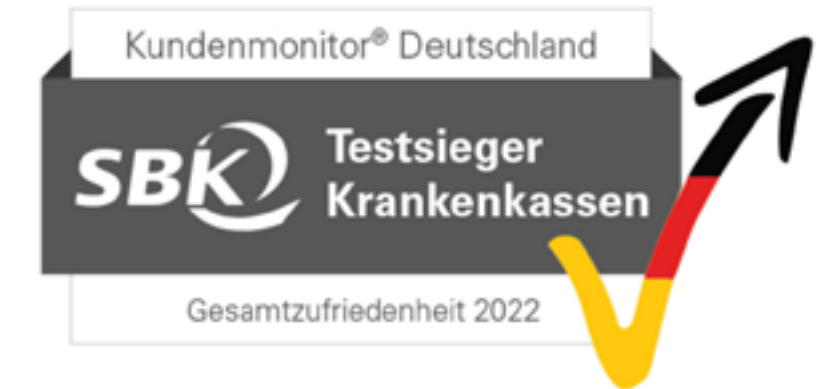 Kundenmonitor® Deutschland
SBK
Testsieger
Krankenkassen
Gesamtzufriedenheit 2022